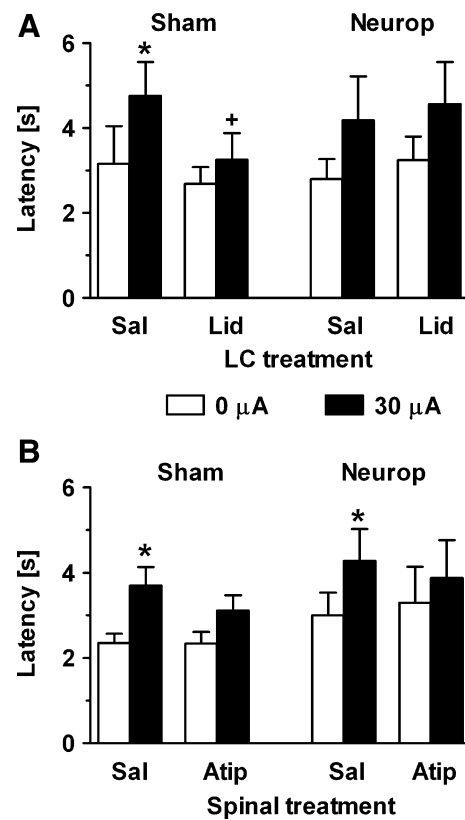 A
Sham Neurop
Latency [s]
6
4
2
0
*
+
Sal Lid Sal Lid
LC treatment
0 μA 30 μA
B
Sham Neurop
Latency [s]
6
4
2
0
*
*
Sal Atip Sal Atip
Spinal treatment